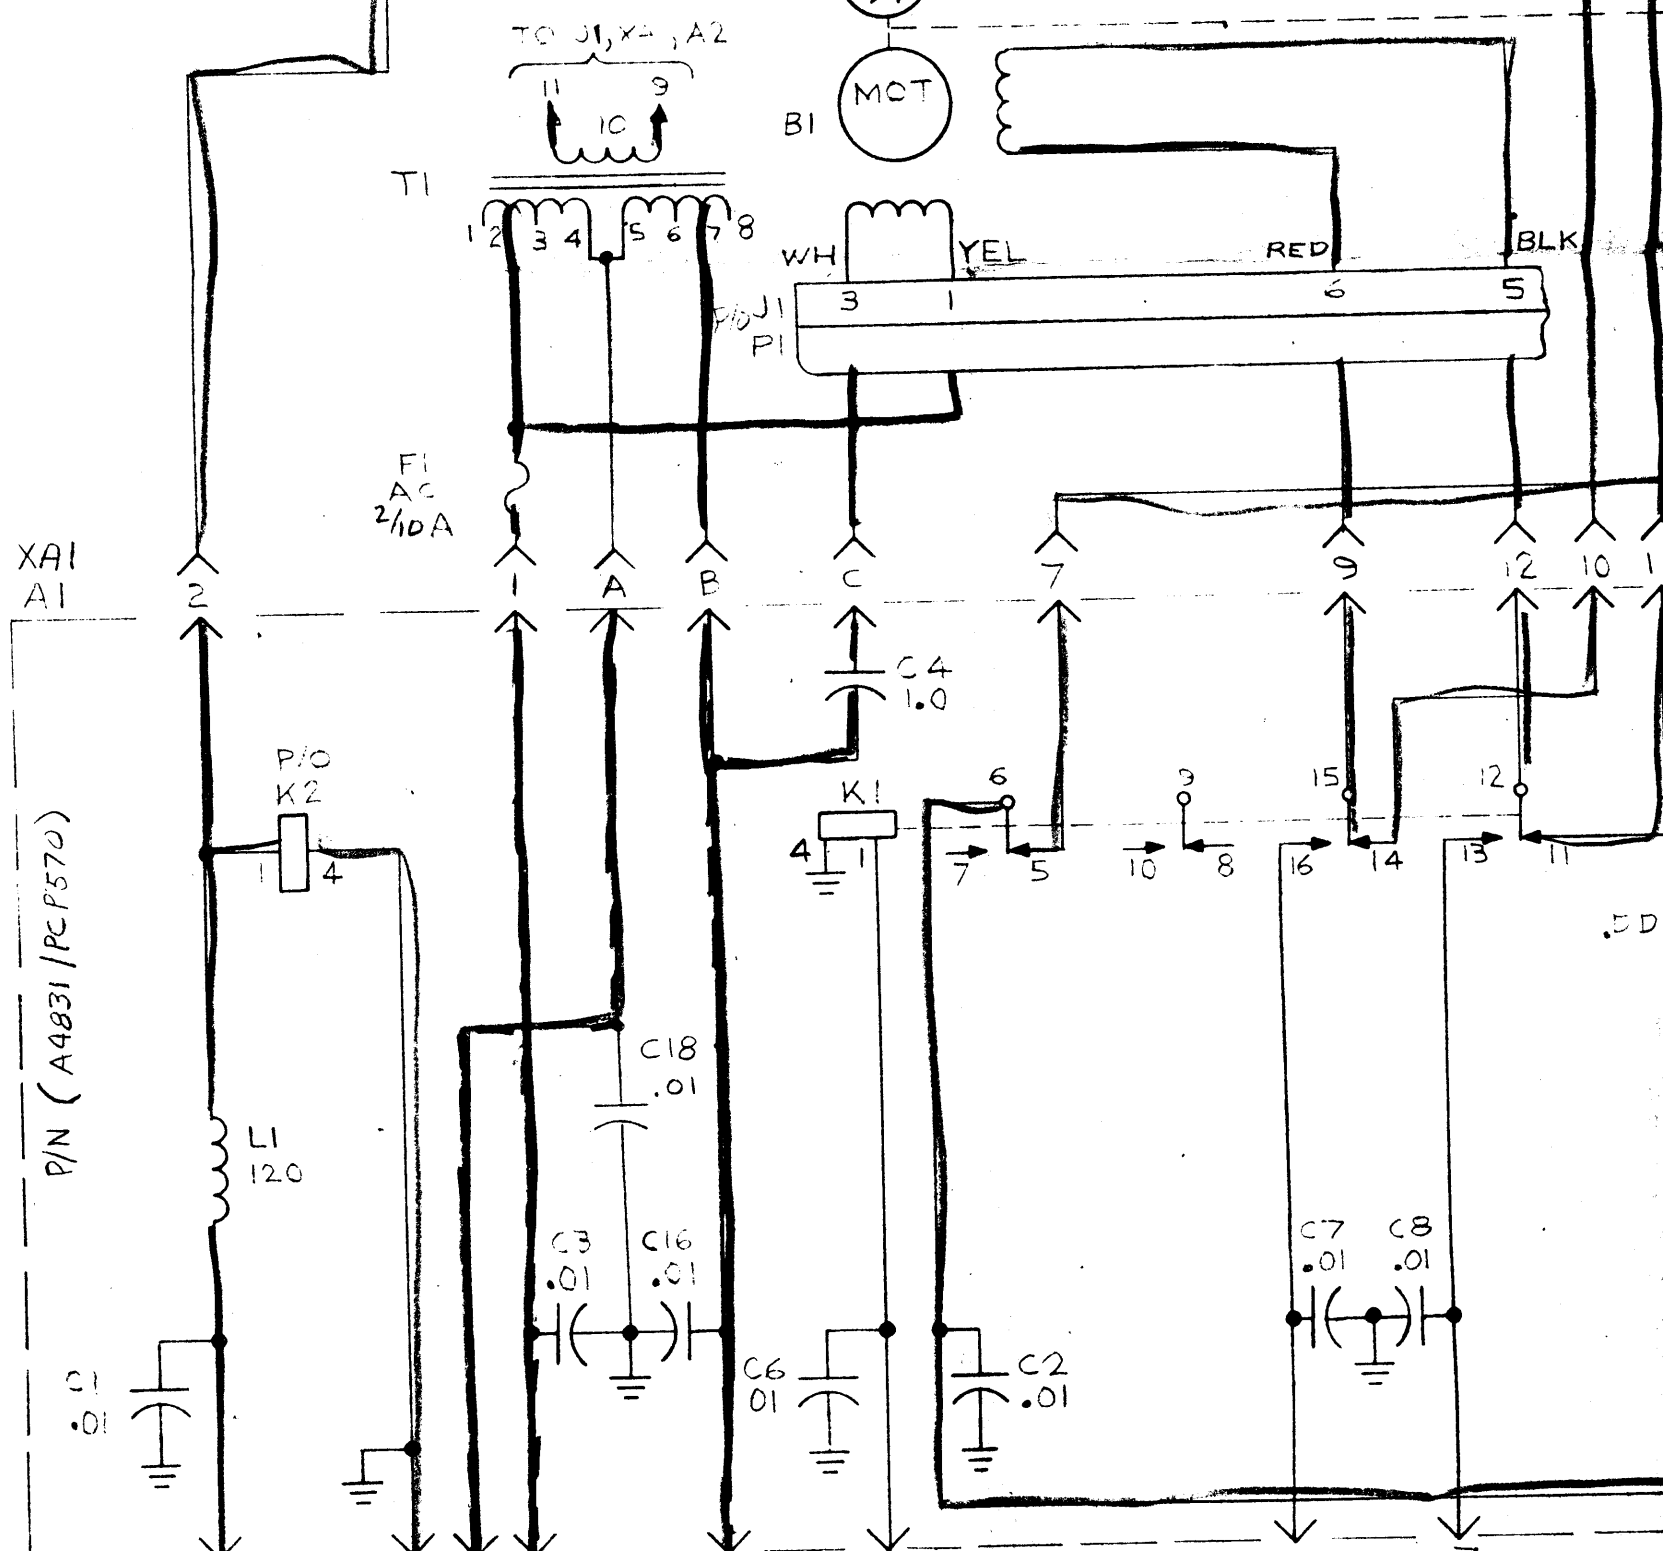 TO J1, XA , A2
11 9
10
MOT
B1
T1
1 2 3 4 5 6 7 8
WH YEL RED BLK
P/O J1 3 1 6 5
P1
F1
AC
2/10A
XA1
A1
2 1 A B C 7 9 12 10 1
C4
1.0
P/O
K2
1 4
K1
4 1
6 9 15 12
7 5 10 8 16 14 13 11
.5D
P/N (A4831/PCP570)
C18
.01
L1
120
C3 C16
.01 .01
C7 C8
.01 .01
C1
.01
C6
01
C2
.01